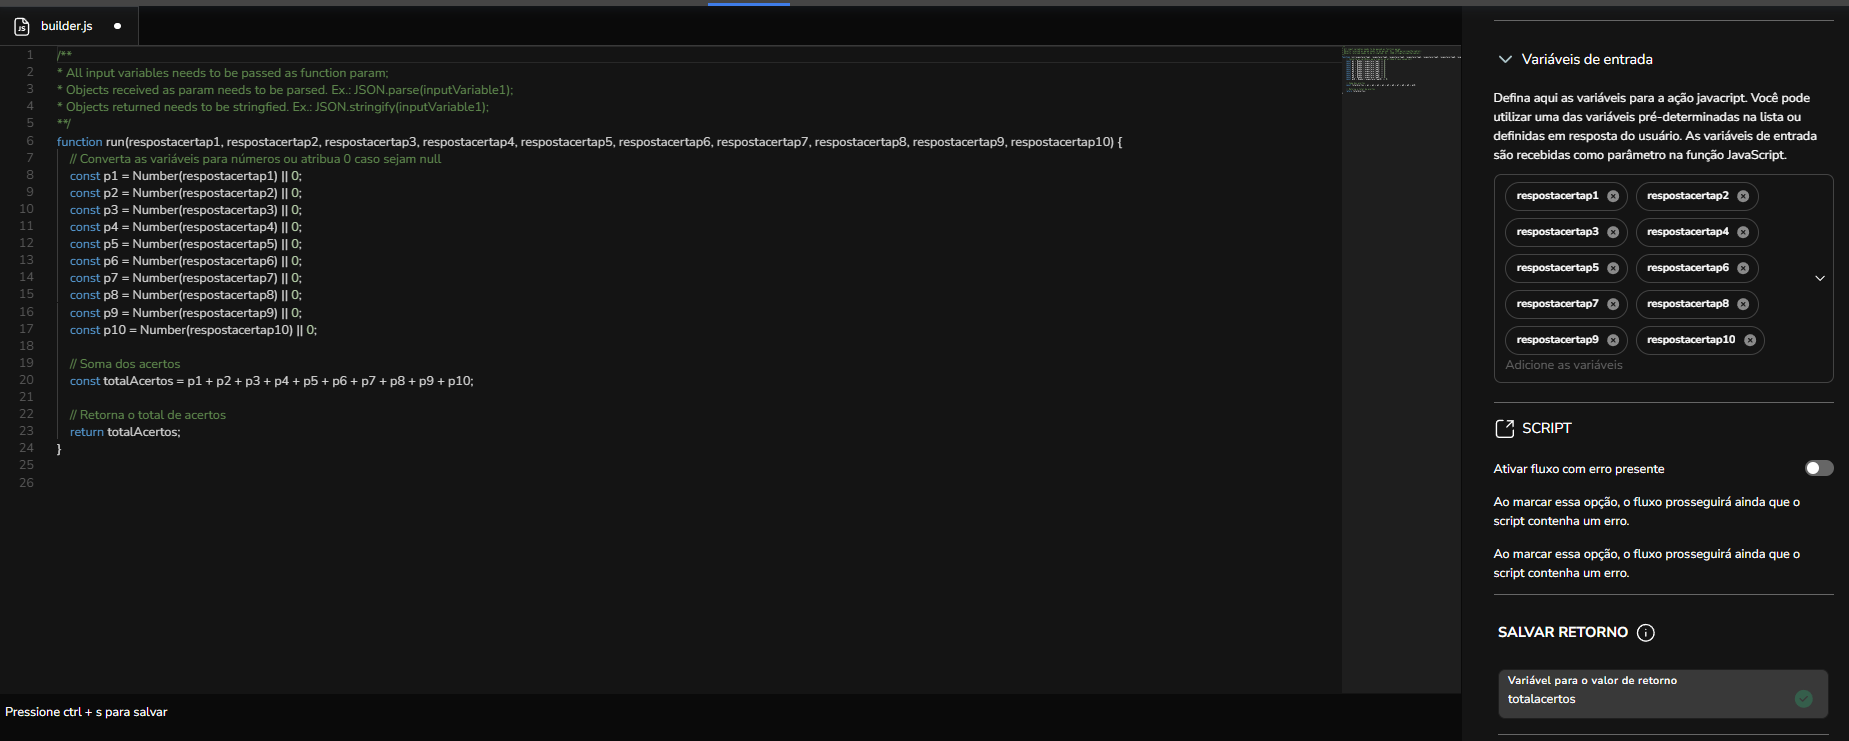 builder.js
1 /**
2 * All input variables needs to be passed as function param;
3 * Objects received as param needs to be parsed. Ex.: JSON.parse(inputVariable1);
4 * Objects returned needs to be stringfied. Ex.: JSON.stringify(inputVariable1);
5 **/
6 function run(respostacertap1, respostacertap2, respostacertap3, respostacertap4, respostacertap5, respostacertap6, respostacertap7, respostacertap8, respostacertap9, respostacertap10) {
7 // Converta as variáveis para números ou atribua 0 caso sejam null
8 const p1 = Number(respostacertap1) || 0;
9 const p2 = Number(respostacertap2) || 0;
10 const p3 = Number(respostacertap3) || 0;
11 const p4 = Number(respostacertap4) || 0;
12 const p5 = Number(respostacertap5) || 0;
13 const p6 = Number(respostacertap6) || 0;
14 const p7 = Number(respostacertap7) || 0;
15 const p8 = Number(respostacertap8) || 0;
16 const p9 = Number(respostacertap9) || 0;
17 const p10 = Number(respostacertap10) || 0;
18
19 // Soma dos acertos
20 const totalAcertos = p1 + p2 + p3 + p4 + p5 + p6 + p7 + p8 + p9 + p10;
21
22 // Retorna o total de acertos
23 return totalAcertos;
24 }
25
26
Pressione ctrl + s para salvar
Variáveis de entrada
Defina aqui as variáveis para a ação javacript. Você pode
utilizar uma das variáveis pré-determinadas na lista ou
definidas em resposta do usuário. As variáveis de entrada
são recebidas como parâmetro na função JavaScript.
respostacertap1 respostacertap2
respostacertap3 respostacertap4
respostacertap5 respostacertap6
respostacertap7 respostacertap8
respostacertap9 respostacertap10
Adicione as variáveis
SCRIPT
Ativar fluxo com erro presente
Ao marcar essa opção, o fluxo prosseguirá ainda que o
script contenha um erro.
Ao marcar essa opção, o fluxo prosseguirá ainda que o
script contenha um erro.
SALVAR RETORNO
Variável para o valor de retorno
totalacertos